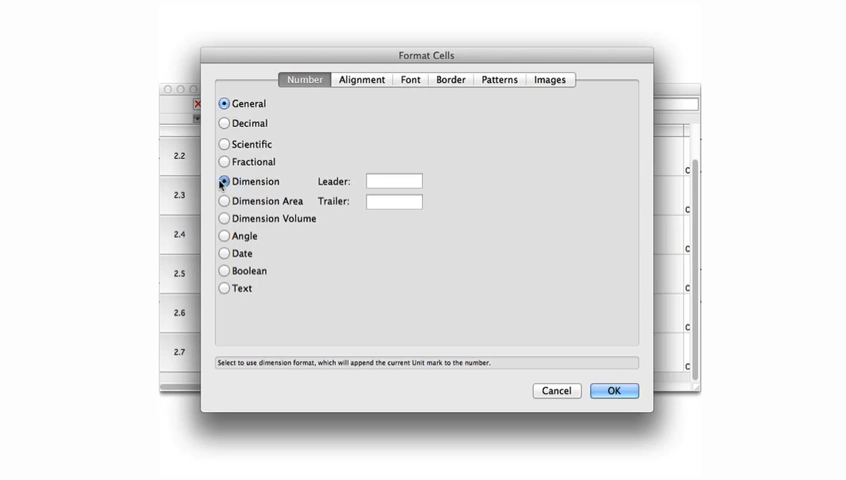 Format Cells
Number Alignment Font Border Patterns Images
General
Decimal
Scientific
Fractional
Dimension Leader:
Dimension Area Trailer:
Dimension Volume
Angle
Date
Boolean
Text
Select to use dimension format, which will append the current Unit mark to the number.
Cancel OK
2.2
2.3
2.4
2.5
2.6
2.7